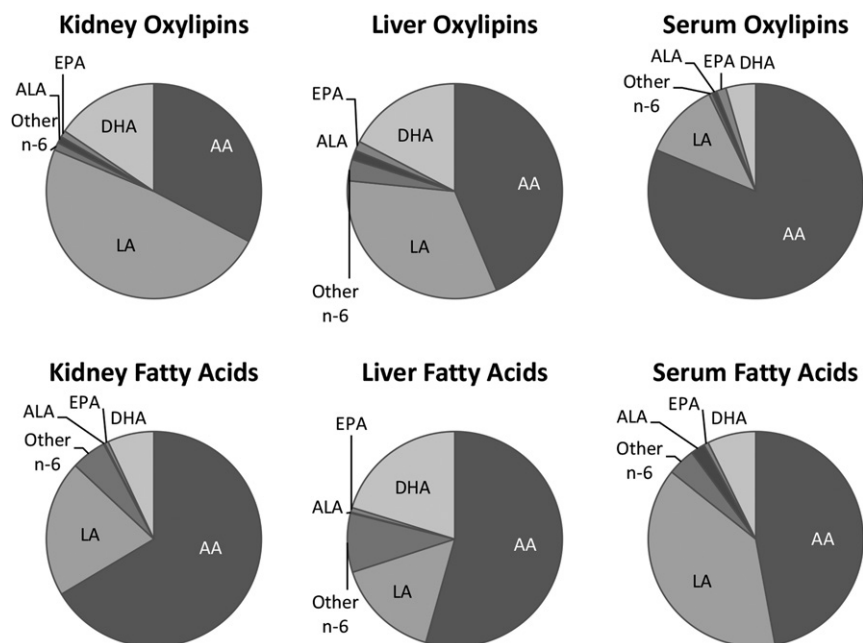 Kidney Oxylipins
EPA
ALA
Other
n-6
DHA
AA
LA
Liver Oxylipins
EPA
ALA
DHA
AA
LA
Other
n-6
Serum Oxylipins
ALA
EPA
DHA
Other
n-6
LA
AA
Kidney Fatty Acids
EPA
ALA
DHA
Other
n-6
LA
AA
Liver Fatty Acids
EPA
DHA
ALA
AA
LA
Other
n-6
Serum Fatty Acids
EPA
ALA
DHA
Other
n-6
AA
LA